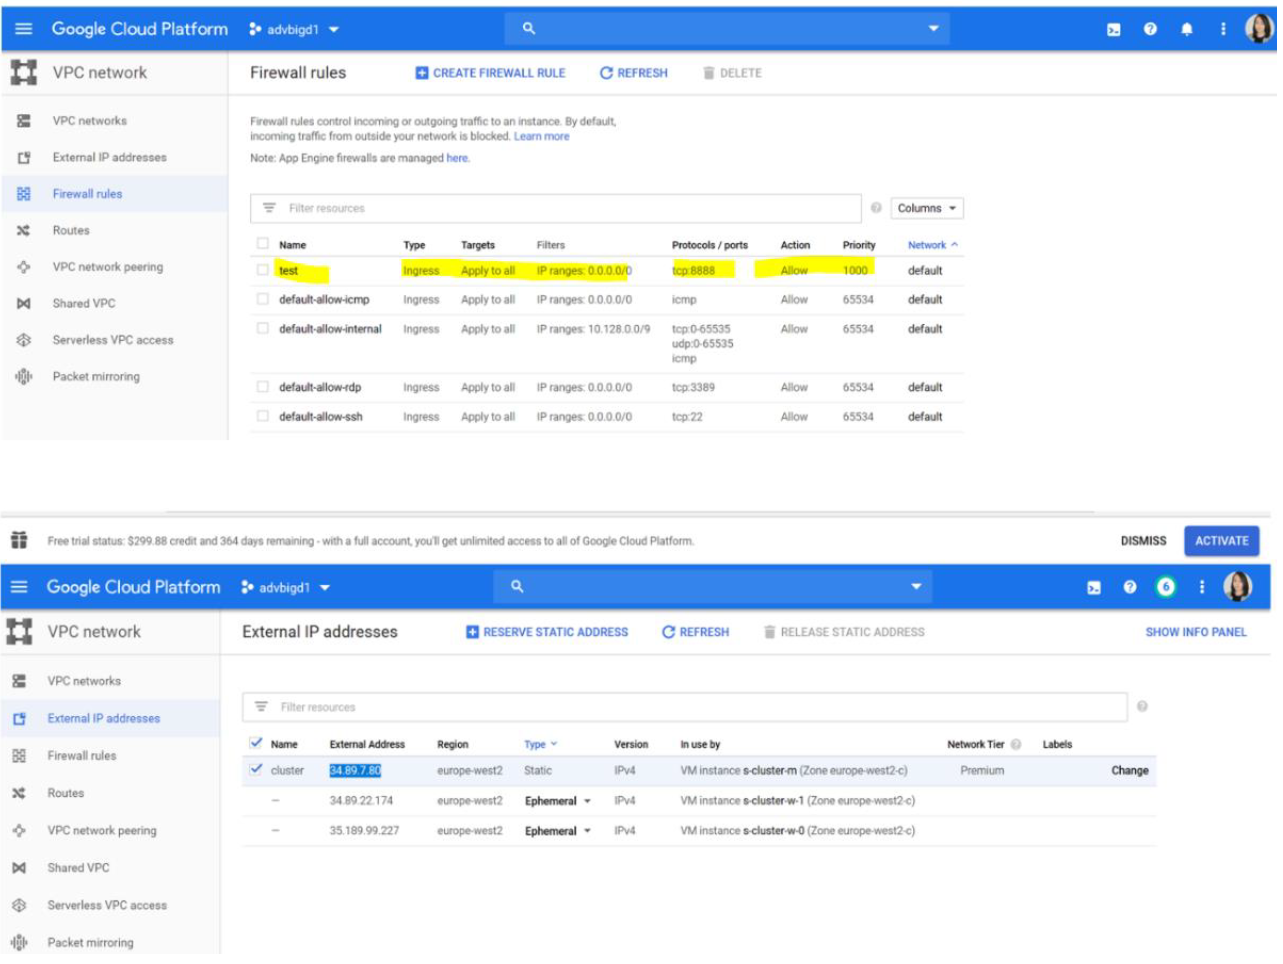 Google Cloud Platform advbigd1
VPC network Firewall rules CREATE FIREWALL RULE REFRESH DELETE
VPC networks
External IP addresses
Firewall rules
Routes
VPC network peering
Shared VPC
Serverless VPC access
Packet mirroring
Firewall rules control incoming or outgoing traffic to an instance. By default,
incoming traffic from outside your network is blocked. Learn more
Note: App Engine firewalls are managed here.
Filter resources Columns
Name Type Targets Filters Protocols / ports Action Priority Network
test Ingress Apply to all IP ranges: 0.0.0.0/0 tcp:8888 Allow 1000 default
default-allow-icmp Ingress Apply to all IP ranges: 0.0.0.0/0 icmp Allow 65534 default
default-allow-internal Ingress Apply to all IP ranges: 10.128.0.0/9 tcp:0-65535 Allow 65534 default
udp:0-65535
icmp
default-allow-rdp Ingress Apply to all IP ranges: 0.0.0.0/0 tcp:3389 Allow 65534 default
default-allow-ssh Ingress Apply to all IP ranges: 0.0.0.0/0 tcp:22 Allow 65534 default
Free trial status: $299.88 credit and 364 days remaining - with a full account, you'll get unlimited access to all of Google Cloud Platform. DISMISS ACTIVATE
Google Cloud Platform advbigd1 6
VPC network External IP addresses RESERVE STATIC ADDRESS REFRESH RELEASE STATIC ADDRESS SHOW INFO PANEL
VPC networks
External IP addresses
Firewall rules
Routes
VPC network peering
Shared VPC
Serverless VPC access
Packet mirroring
Filter resources
Name External Address Region Type Version In use by Network Tier Labels
cluster 34.89.7.80 europe-west2 Static IPv4 VM instance s-cluster-m (Zone europe-west2-c) Premium Change
— 34.89.22.174 europe-west2 Ephemeral IPv4 VM instance s-cluster-w-1 (Zone europe-west2-c)
— 35.189.99.227 europe-west2 Ephemeral IPv4 VM instance s-cluster-w-0 (Zone europe-west2-c)